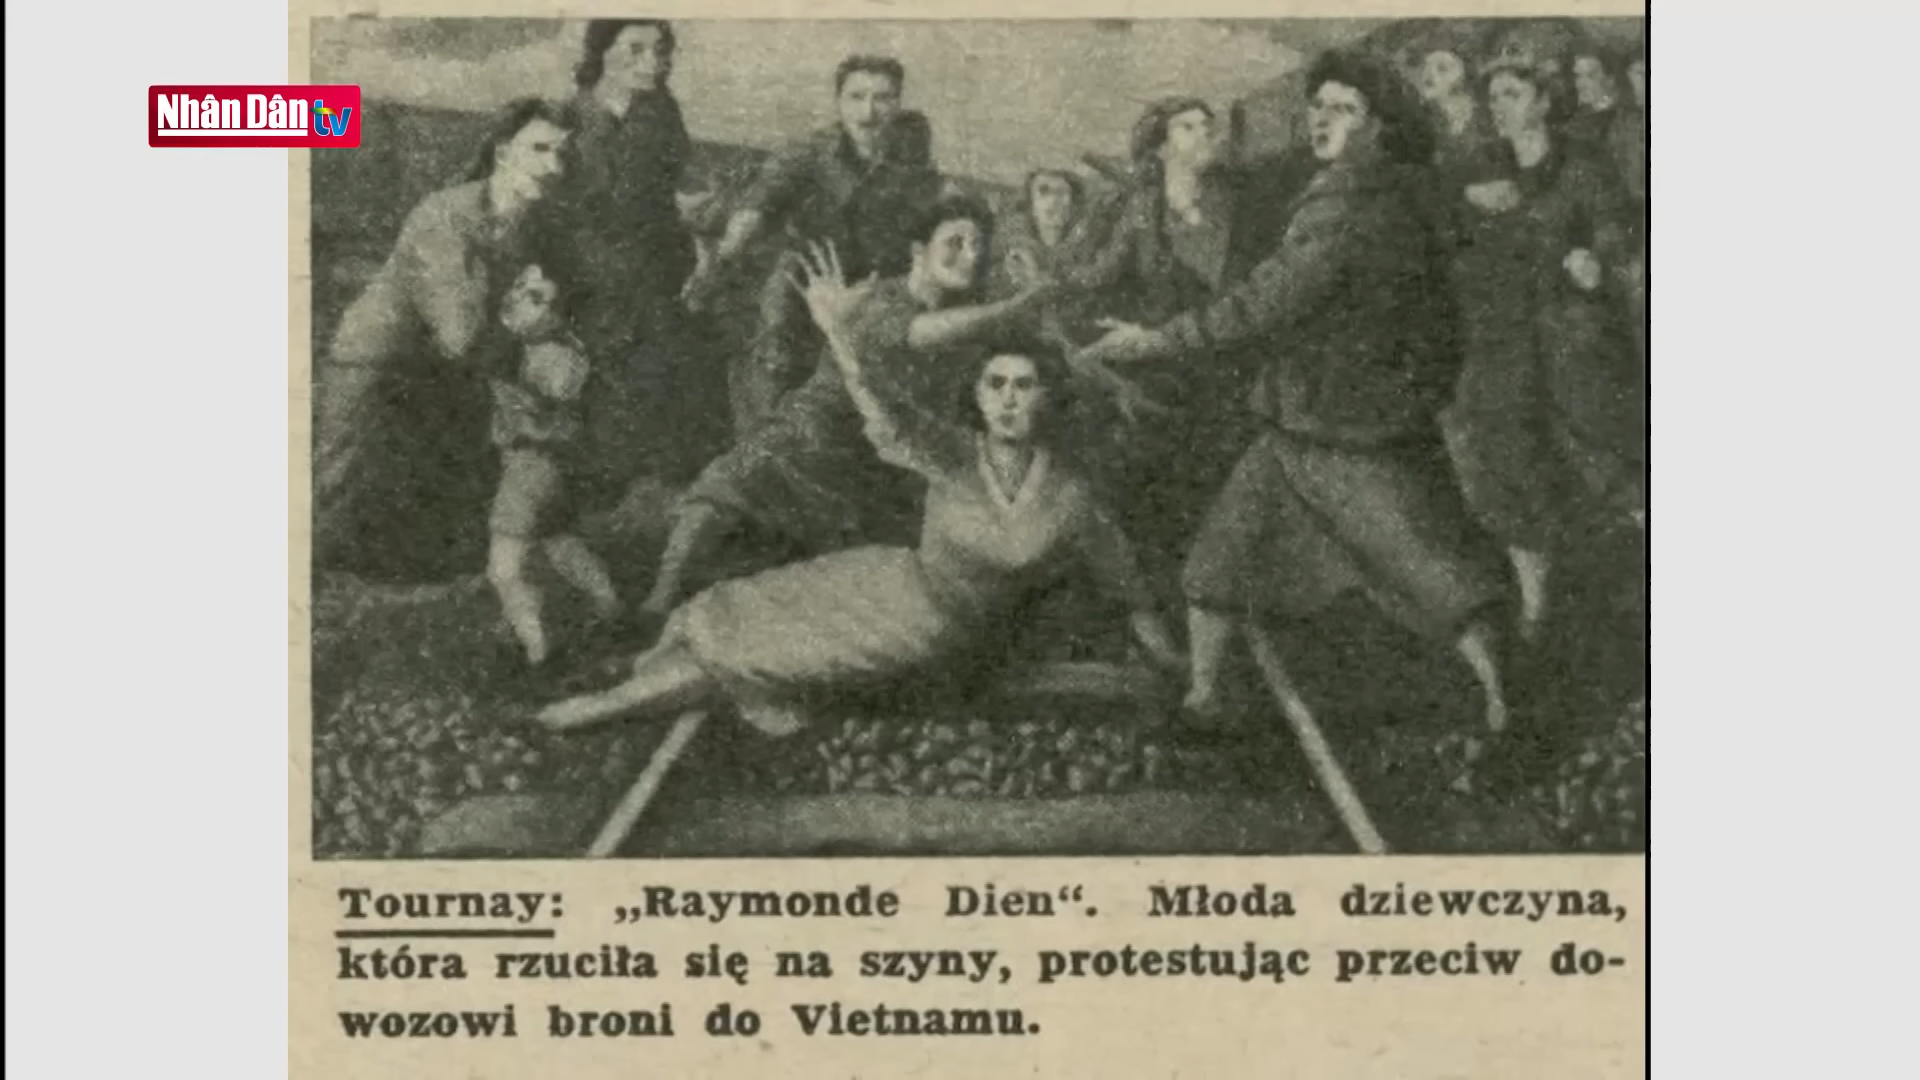 Nhân Dân tv
Tournay: „Raymonde Dien“. Młoda dziewczyna,
która rzuciła się na szyny, protestując przeciw do-
wozowi broni do Vietnamu.